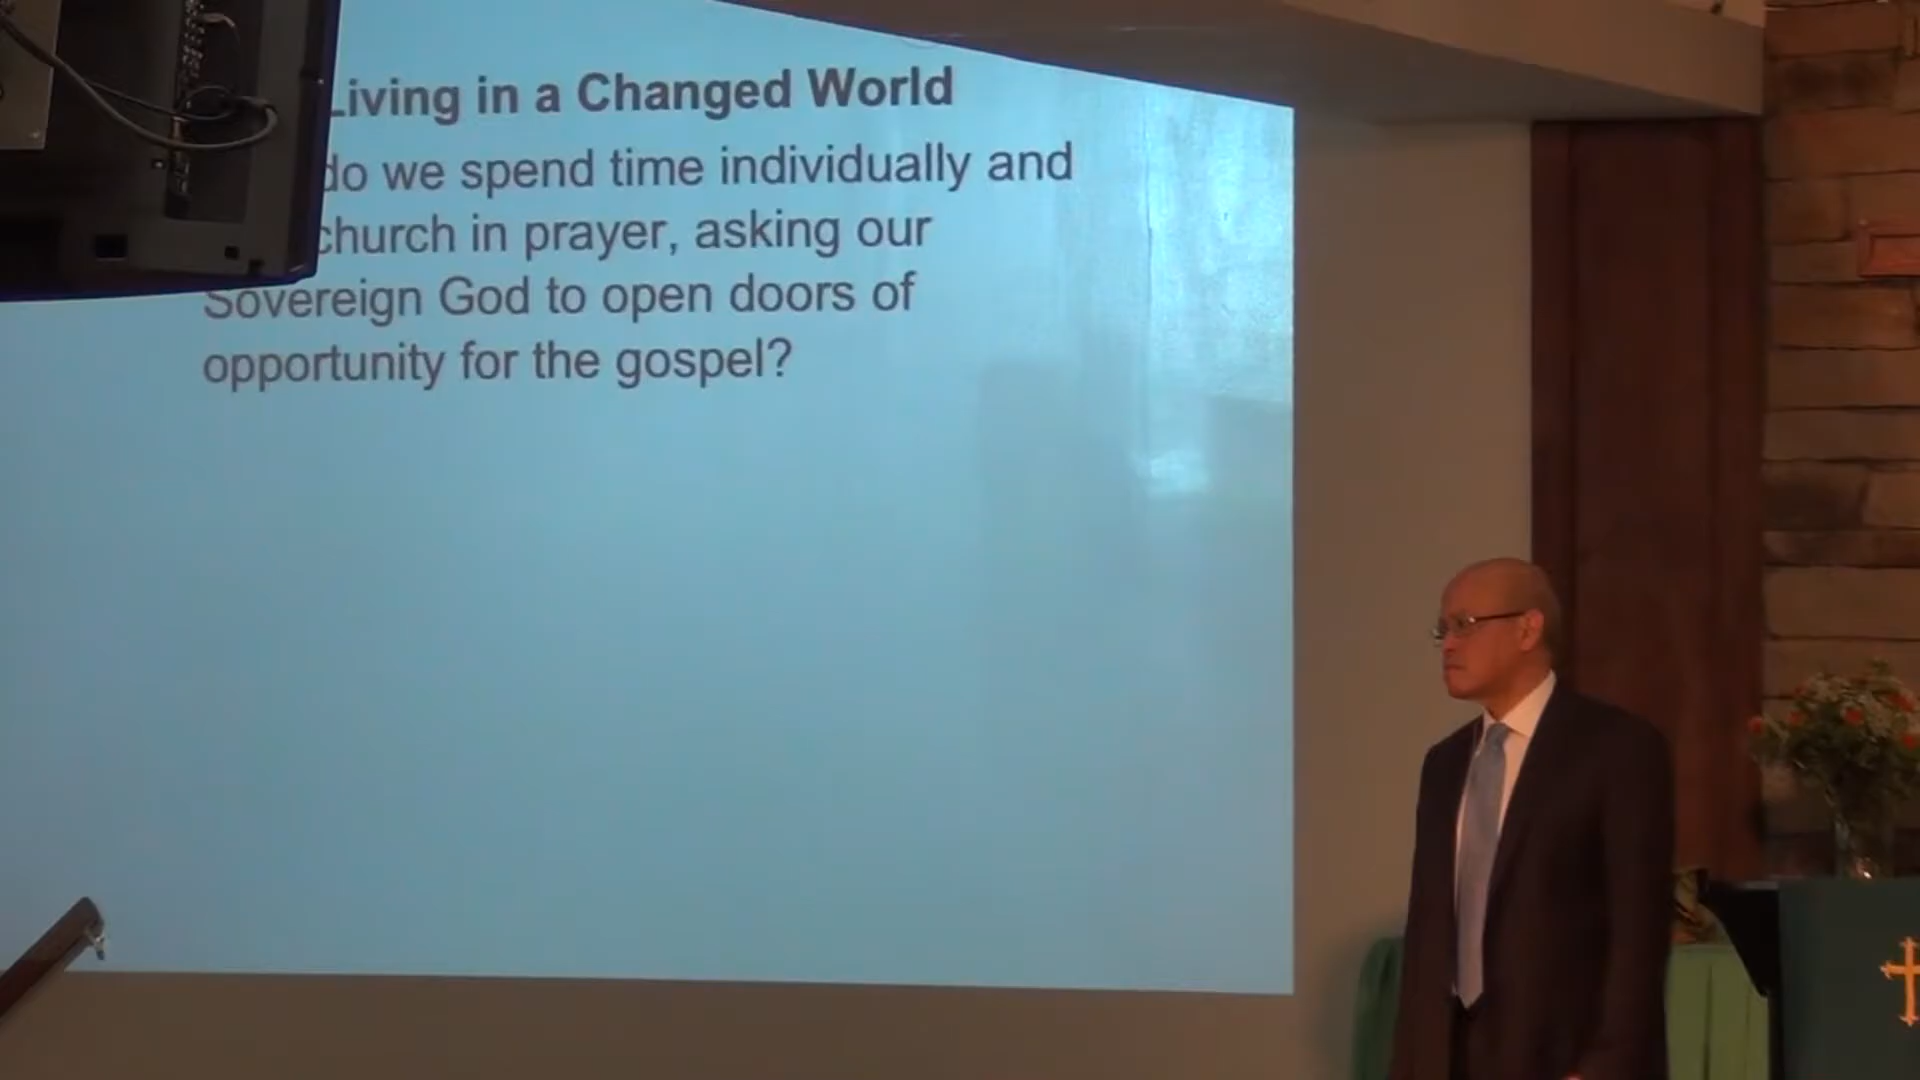 Living in a Changed World
do we spend time individually and
church in prayer, asking our
Sovereign God to open doors of
opportunity for the gospel?